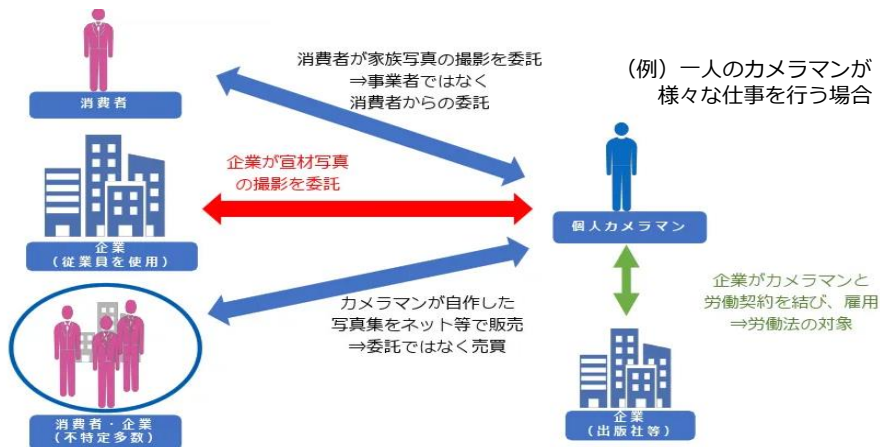 消費者が家族写真の撮影を委託
⇒事業者ではなく
消費者からの委託
（例）一人のカメラマンが
様々な仕事を行う場合
消費者
企業が宣材写真
の撮影を委託
個人カメラマン
企業
（従業員を使用）
カメラマンが自作した
写真集をネット等で販売
⇒委託ではなく売買
企業がカメラマンと
労働契約を結び、雇用
⇒労働法の対象
消費者・企業
（不特定多数）
企業
（出版社等）